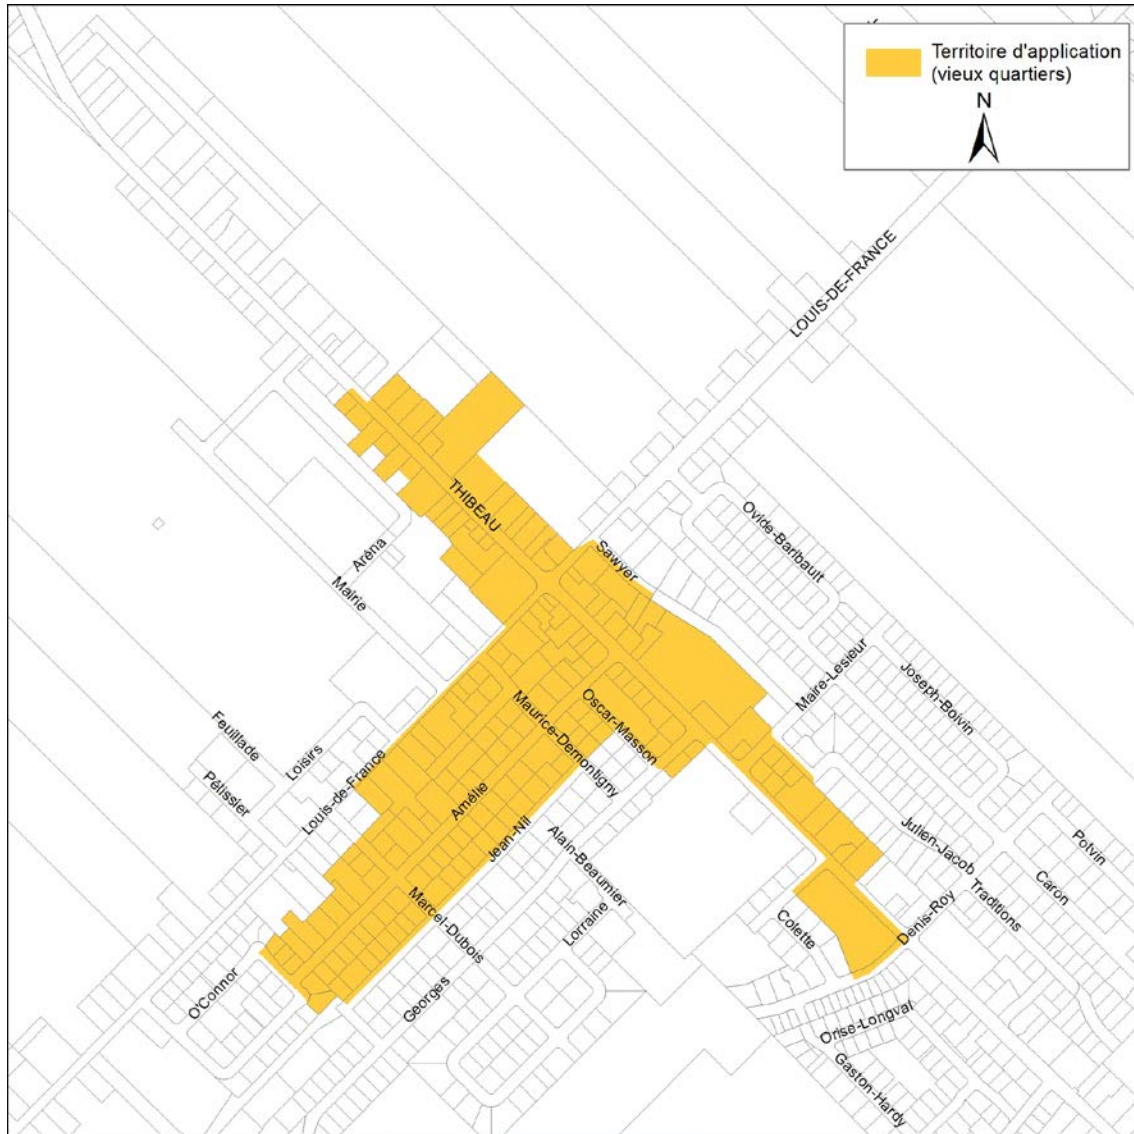 Territoire d'application
(vieux quartiers)
N
LOUIS-DE-FRANCE
THIBEAU
Sawyer
Ovide-Baribault
Aréna
Mairie
Maire-Lesieur
Joseph-Boivin
Feuillade
Loisirs
Pélissier
Louis-de-France
Maurice-Demontigny
Oscar-Masson
Amélie
Jean-Nil
Alain-Beaumier
Marcel-Dubois
Lorraine
Georges
O'Connor
Colette
Denis-Roy
Julien-Jacob
Traditions
Potvin
Caron
Orise-Longval
Gaston-Hardy